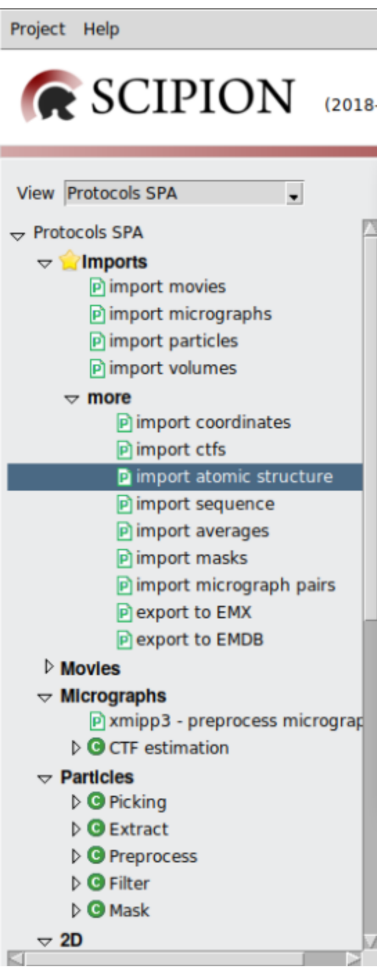 Project Help
SCIPION (2018-
View Protocols SPA
Protocols SPA
Imports
P import movies
P import micrographs
P import particles
P import volumes
more
P import coordinates
P import ctfs
P import atomic structure
P import sequence
P import averages
P import masks
P import micrograph pairs
P export to EMX
P export to EMDB
Movies
Micrographs
P xmipp3 - preprocess micrograp
C CTF estimation
Particles
C Picking
C Extract
C Preprocess
C Filter
C Mask
2D